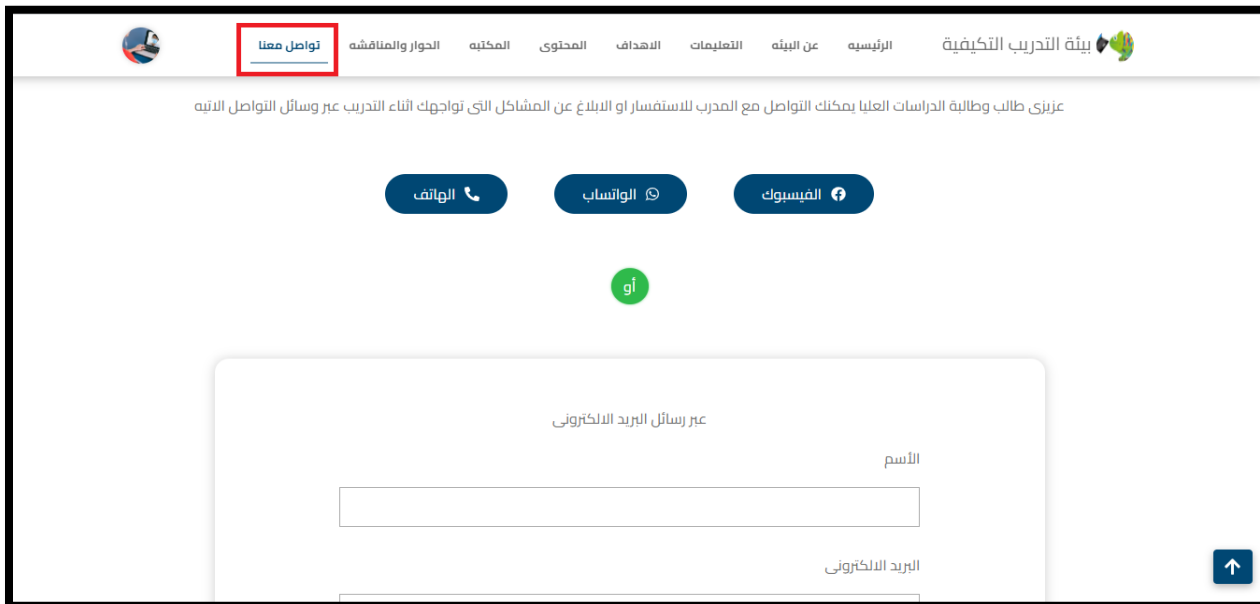 بيئة التدريب التكيفية
الرئيسيه
عن البيئه
التعليمات
الاهداف
المحتوى
المكتبه
الحوار والمناقشه
تواصل معنا
عزيزى طالب وطالبة الدراسات العليا يمكنك التواصل مع المدرب للاستفسار او الابلاغ عن المشاكل التى تواجهك اثناء التدريب عبر وسائل التواصل الاتيه
الفيسبوك
الواتساب
الهاتف
أو
عبر رسائل البريد الالكترونى
الأسم
البريد الالكترونى